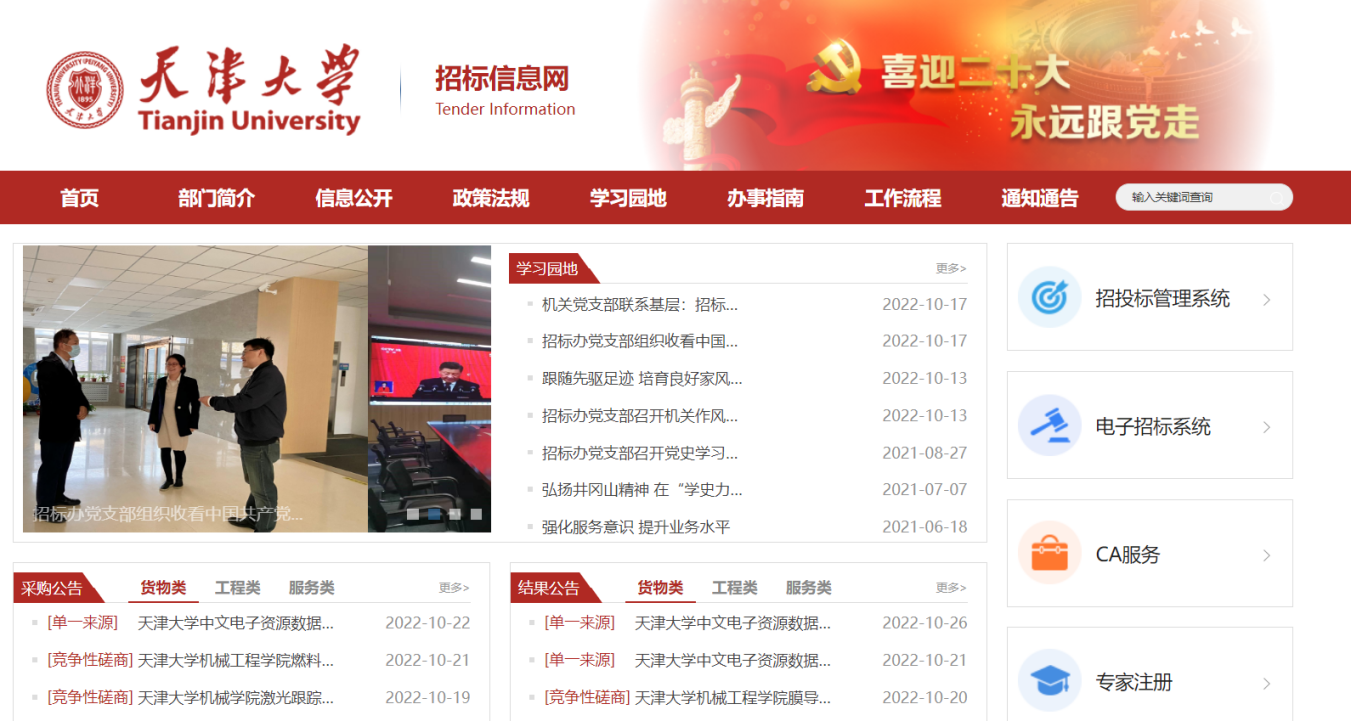 天津大学
Tianjin University
招标信息网
Tender Information
喜迎二十大
永远跟党走
首页 部门简介 信息公开 政策法规 学习园地 办事指南 工作流程 通知通告 输入关键词查询
招标办党支部组织收看中国共产党...
学习园地 更多>
机关党支部联系基层：招标... 2022-10-17
招标办党支部组织收看中国... 2022-10-17
跟随先驱足迹 培育良好家风... 2022-10-13
招标办党支部召开机关作风... 2022-10-13
招标办党支部召开党史学习... 2021-08-27
弘扬井冈山精神 在“学史力... 2021-07-07
强化服务意识 提升业务水平 2021-06-18
招投标管理系统
电子招标系统
CA服务
专家注册
采购公告 货物类 工程类 服务类 更多>
[单一来源] 天津大学中文电子资源数据... 2022-10-22
[竞争性磋商] 天津大学机械工程学院燃料... 2022-10-21
[竞争性磋商] 天津大学机械学院激光跟踪... 2022-10-19
结果公告 货物类 工程类 服务类 更多>
[单一来源] 天津大学中文电子资源数据... 2022-10-26
[单一来源] 天津大学中文电子资源数据... 2022-10-21
[竞争性磋商] 天津大学机械工程学院膜导... 2022-10-20